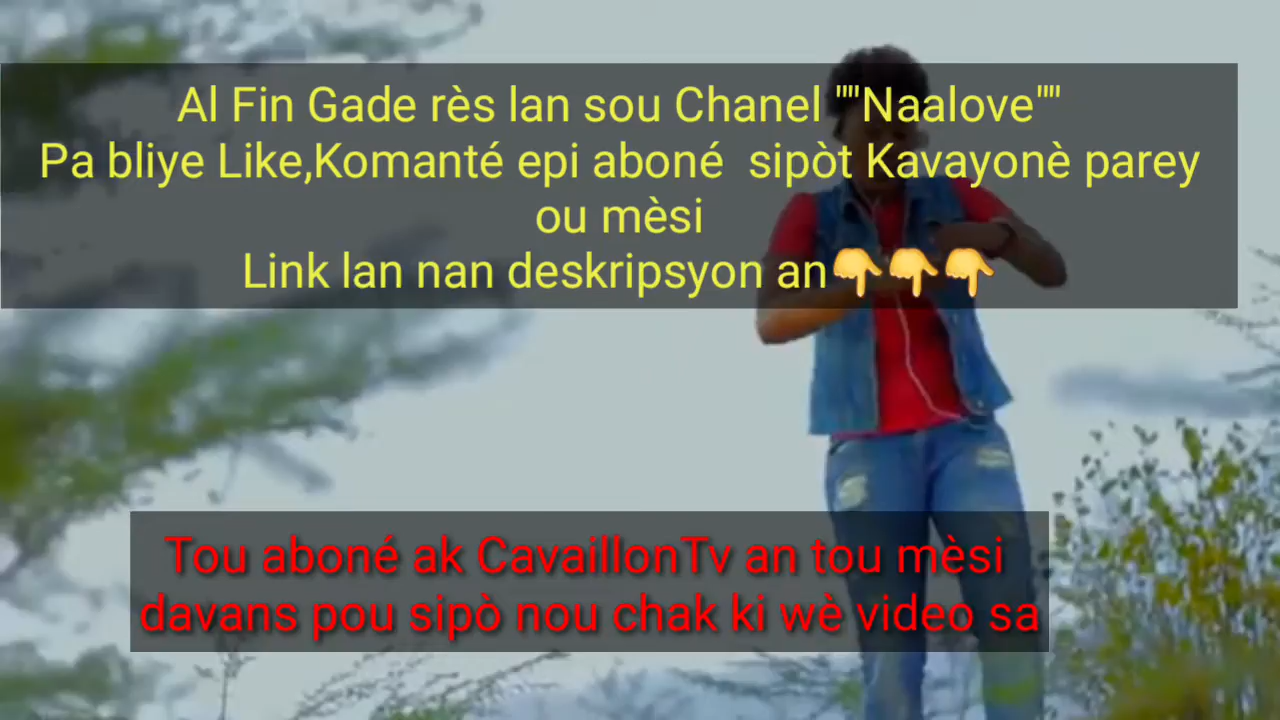 Al Fin Gade rès lan sou Chanel """Naalove"""
Pa bliye Like,Komanté epi aboné sipòt Kavayonè parey
ou mèsi
Link lan nan deskripsyon an👇👇👇
Tou aboné ak CavaillonTv an tou mèsi
davans pou sipò nou chak ki wè video sa